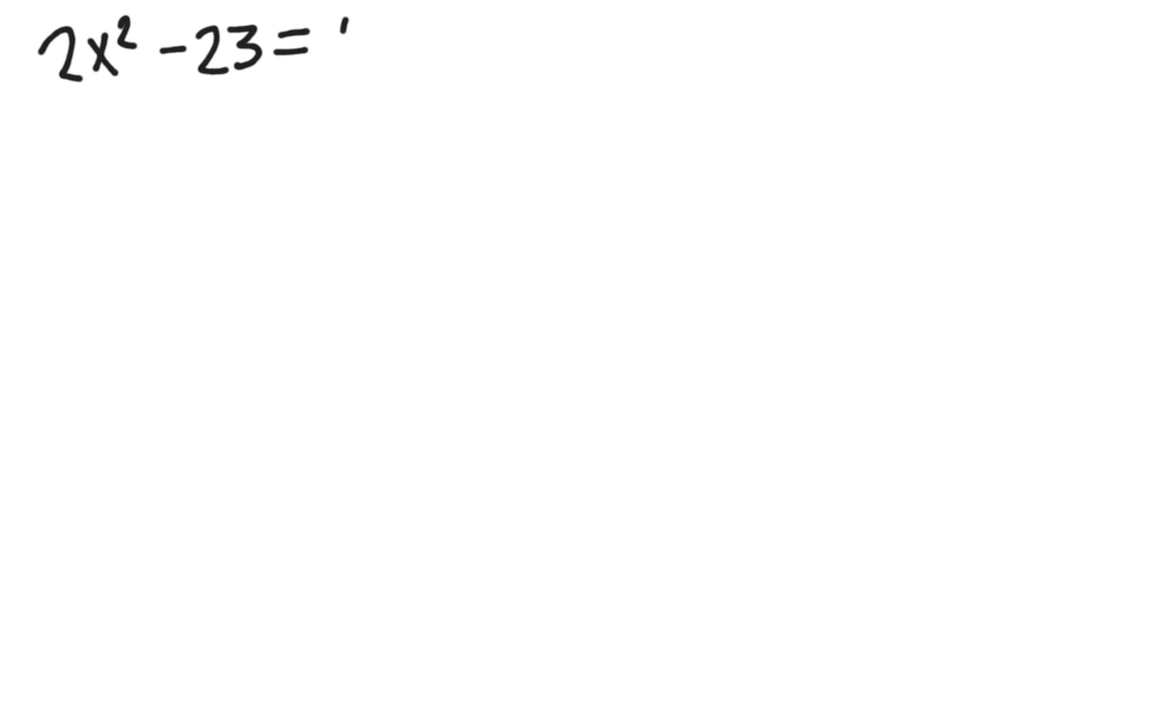 2x² -23 =